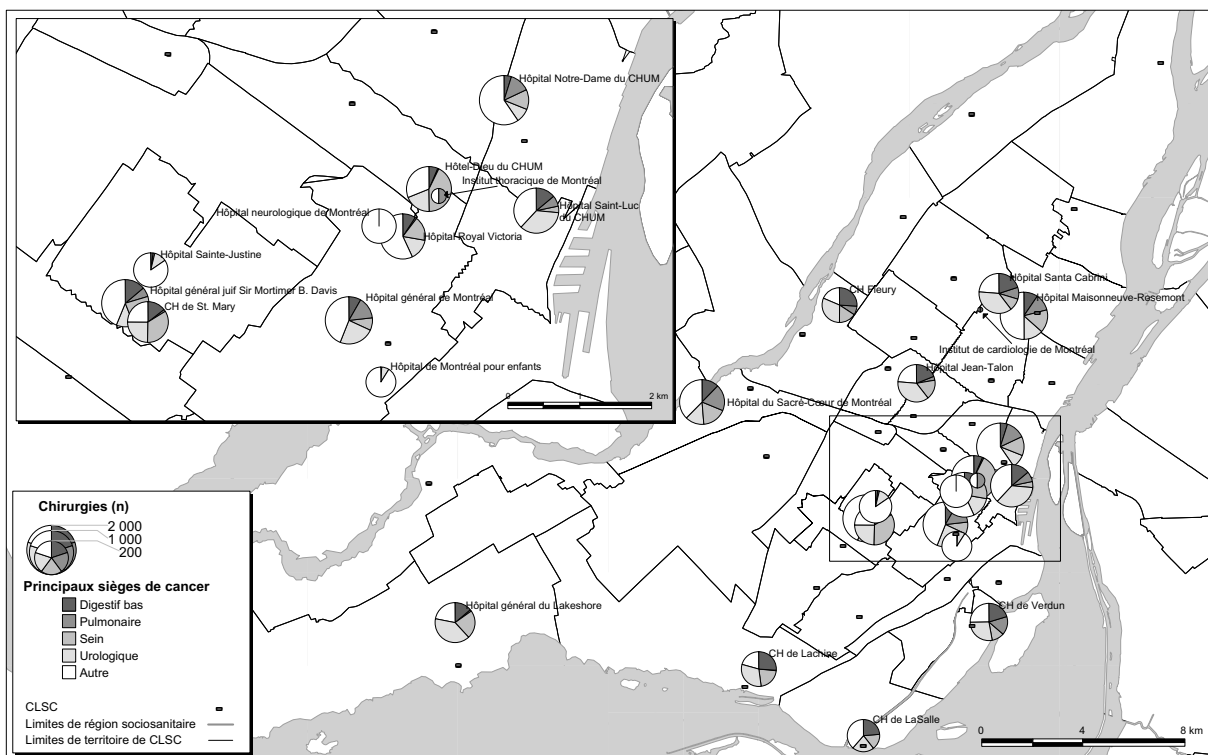 Hôpital Notre-Dame du CHUM
Hôtel-Dieu du CHUM
Institut thoracique de Montréal
Hôpital neurologique de Montréal
Hôpital Saint-Luc
du CHUM
Hôpital Royal Victoria
Hôpital Sainte-Justine
Hôpital général juif Sir Mortimer B. Davis
CH de St. Mary
Hôpital général de Montréal
Hôpital de Montréal pour enfants
0 1 2 km
Hôpital Santa Cabrini
CH Fleury
Hôpital Maisonneuve-Rosemont
Institut de cardiologie de Montréal
Hôpital Jean-Talon
Hôpital du Sacré-Cœur de Montréal
Hôpital général du Lakeshore
CH de Verdun
CH de Lachine
CH de LaSalle
0 4 8 km
Chirurgies (n)
2 000
1 000
200
Principaux sièges de cancer
Digestif bas
Pulmonaire
Sein
Urologique
Autre
CLSC
Limites de région sociosanitaire
Limites de territoire de CLSC